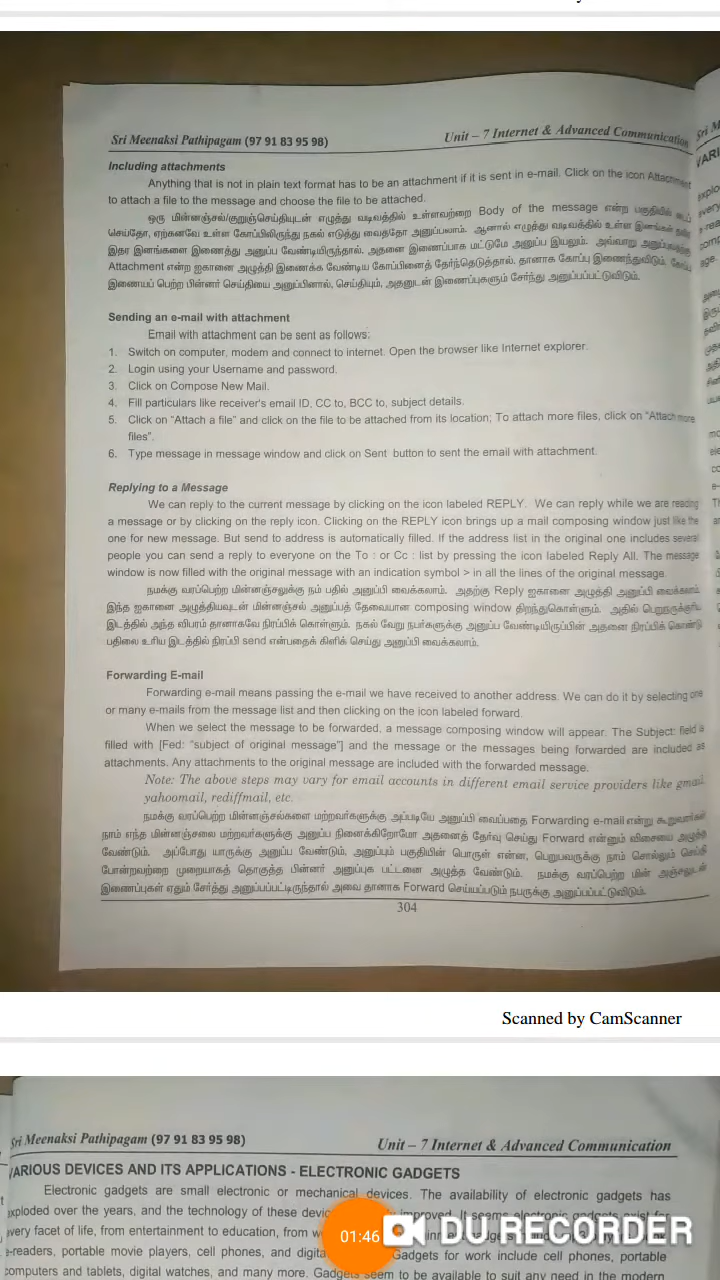 Sri Meenaksi Pathipagam (97 91 83 95 98)
Unit – 7 Internet & Advanced Communication
Including attachments
Anything that is not in plain text format has to be an attachment if it is sent in e-mail. Click on the icon Attachment
to attach a file to the message and choose the file to be attached.
ஒரு மின்னஞ்சல்/குறுஞ்செய்தியுடன் எழுத்து வடிவத்தில் உள்ளவற்றை Body of the message என்ற பகுதியில்
செய்தோ, ஏற்கனவே உள்ள கோப்பிலிருந்து நகல் எடுத்து வைத்தோ அனுப்பலாம். ஆனால் எழுத்து வடிவக்தில் உள்ள இனங்கள்
இதர இனங்களை இணைத்து அனுப்ப வேண்டியிருந்தால், அதனை இணைப்பாக மட்டுமே அனுப்ப இயலும். அவ்வாறு
Attachment என்ற ஐகானை அழுத்தி இணைக்க வேண்டிய கோப்பினைத் தேர்ந்தெடுத்தால், தானாக கோப்பு இணைந்துவிடும்.
இணையப் பெற்ற பின்னர் செய்தியை அனுப்பினால், செய்தியும், அதனுடன் இணைப்புகளும் சேர்ந்து அனுப்பப்பட்டுவிடும்.
Sending an e-mail with attachment
Email with attachment can be sent as follows:
1. Switch on computer, modem and connect to internet. Open the browser like Internet explorer.
2. Login using your Username and password.
3. Click on Compose New Mail.
4. Fill particulars like receiver's email ID, CC to, BCC to, subject details.
5. Click on "Attach a file" and click on the file to be attached from its location; To attach more files, click on "Attach more
files".
6. Type message in message window and click on Sent button to sent the email with attachment.
Replying to a Message
We can reply to the current message by clicking on the icon labeled REPLY. We can reply while we are reading
a message or by clicking on the reply icon. Clicking on the REPLY icon brings up a mail composing window just like the
one for new message. But send to address is automatically filled. If the address list in the original one includes several
people you can send a reply to everyone on the To : or Cc : list by pressing the icon labeled Reply All. The message
window is now filled with the original message with an indication symbol > in all the lines of the original message.
நமக்கு வரப்பெற்ற மின்னஞ்சலுக்கு நம் பதில் அனுப்பி வைக்கலாம். அதற்கு Reply ஐகானை அழுத்தி அனுப்பி வைக்கலாம்.
இந்த ஐகானை அழுத்தியவுடன் மின்னஞ்சல் அனுப்பத் தேவையான composing window திறந்துகொள்ளும். அதில் பெறுநருக்குரிய
இடத்தில் அந்த விபரம் தானாகவே நிரப்பிக் கொள்ளும். நகல் வேறு நபர்களுக்கு அனுப்ப வேண்டியிருப்பின் அதனை நிரப்பிக் கொண்டு
பதிலை உரிய இடத்தில் நிரப்பி send என்பதைக் கிளிக் செய்து அனுப்பி வைக்கலாம்.
Forwarding E-mail
Forwarding e-mail means passing the e-mail we have received to another address. We can do it by selecting one
or many e-mails from the message list and then clicking on the icon labeled forward.
When we select the message to be forwarded, a message composing window will appear. The Subject: field is
filled with [Fed: "subject of original message"] and the message or the messages being forwarded are included as
attachments. Any attachments to the original message are included with the forwarded message.
Note: The above steps may vary for email accounts in different email service providers like gmail
yahoomail, rediffmail, etc.
நமக்கு வரப்பெற்ற மின்னஞ்சல்களை மற்றவர்களுக்கு அப்படியே அனுப்பி வைப்பதை Forwarding e-mail என்று கூறுவார்கள்
நாம் எந்த மின்னஞ்சலை மற்றவர்களுக்கு அனுப்ப நினைக்கிறோமோ அதனைத் தேர்வு செய்து Forward என்னும் விசையை அழுத்த
வேண்டும். அப்போது யாருக்கு அனுப்ப வேண்டும், அனுப்பும் பகுதியின் பொருள் என்ன, பெறுபவருக்கு நாம் சொல்லும் செய்தி
போன்றவற்றை முறையாகத் தொகுத்த பின்னர் அனுப்புக பட்டனை அழுத்த வேண்டும். நமக்கு வரப்பெற்ற மின் அஞ்சலுடன்
இணைப்புகள் ஏதும் சேர்த்து அனுப்பப்பட்டிருந்தால் அவை தானாக Forward செய்யப்படும் நபருக்கு அனுப்பப்பட்டுவிடும்.
304
Scanned by CamScanner
Sri Meenaksi Pathipagam (97 91 83 95 98)
Unit – 7 Internet & Advanced Communication
VARIOUS DEVICES AND ITS APPLICATIONS - ELECTRONIC GADGETS
Electronic gadgets are small electronic or mechanical devices. The availability of electronic gadgets has
exploded over the years, and the technology of these improved. It seems electronic gadgets exist for
every facet of life, from entertainment to education, from
e-readers, portable movie players, cell phones, and Gadgets for work include cell phones, portable
computers and tablets, digital watches, and many more. Gadgets seem to be available to suit any need in the modern
01:46
DU RECORDER